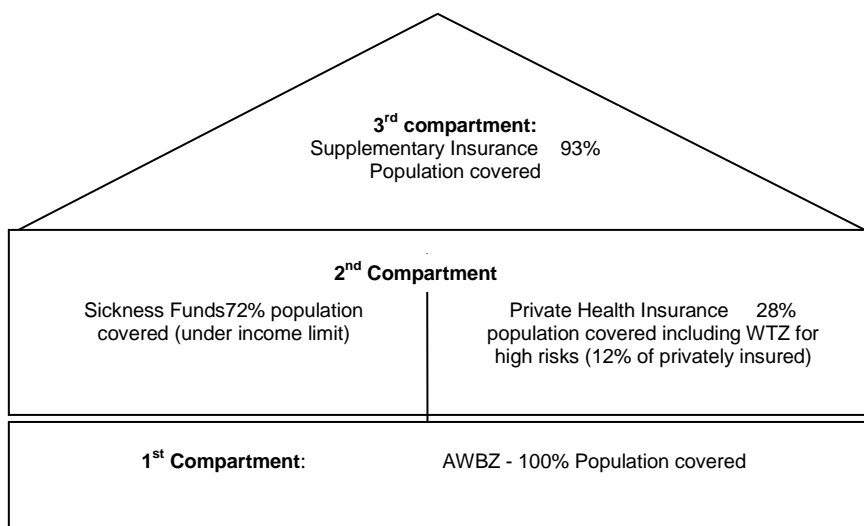 3rd compartment:
Supplementary Insurance 93%
Population covered
2nd Compartment
Sickness Funds72% population
covered (under income limit)
Private Health Insurance 28%
population covered including WTZ for
high risks (12% of privately insured)
1st Compartment: AWBZ - 100% Population covered